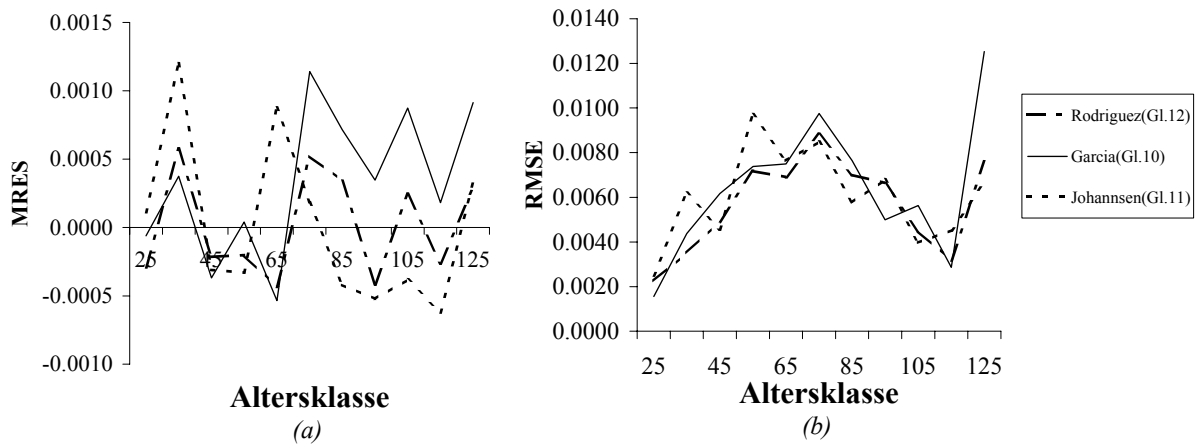 0.0015
0.0010
0.0005
0.0000
-0.0005
-0.0010
MRES
25 45 65 85 105 125
Altersklasse
(a)
0.0140
0.0120
0.0100
0.0080
0.0060
0.0040
0.0020
0.0000
RMSE
25 45 65 85 105 125
Altersklasse
(b)
Rodriguez(Gl.12)
Garcia(Gl.10)
Johannsen(Gl.11)